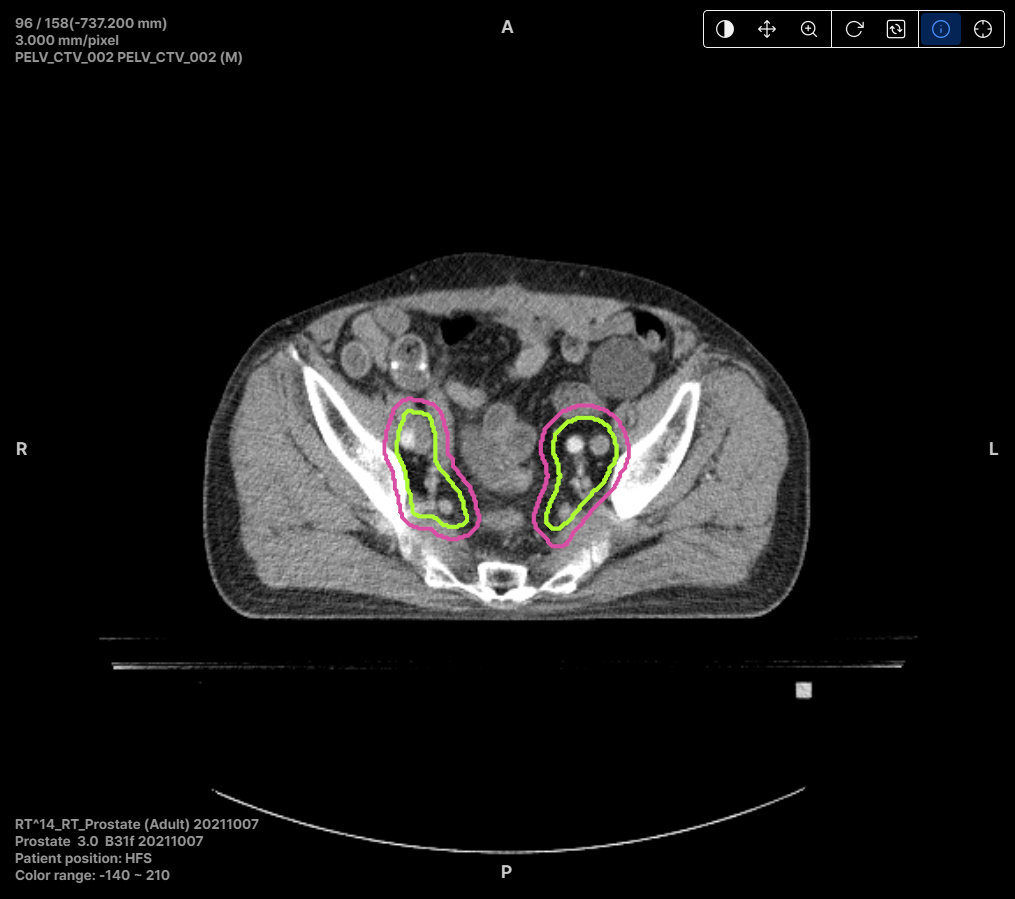 96 / 158(-737.200 mm)
3.000 mm/pixel
PELV_CTV_002 PELV_CTV_002 (M)
A
R
L
RT^14_RT_Prostate (Adult) 20211007
Prostate 3.0 B31f 20211007
Patient position: HFS
Color range: -140 ~ 210
P